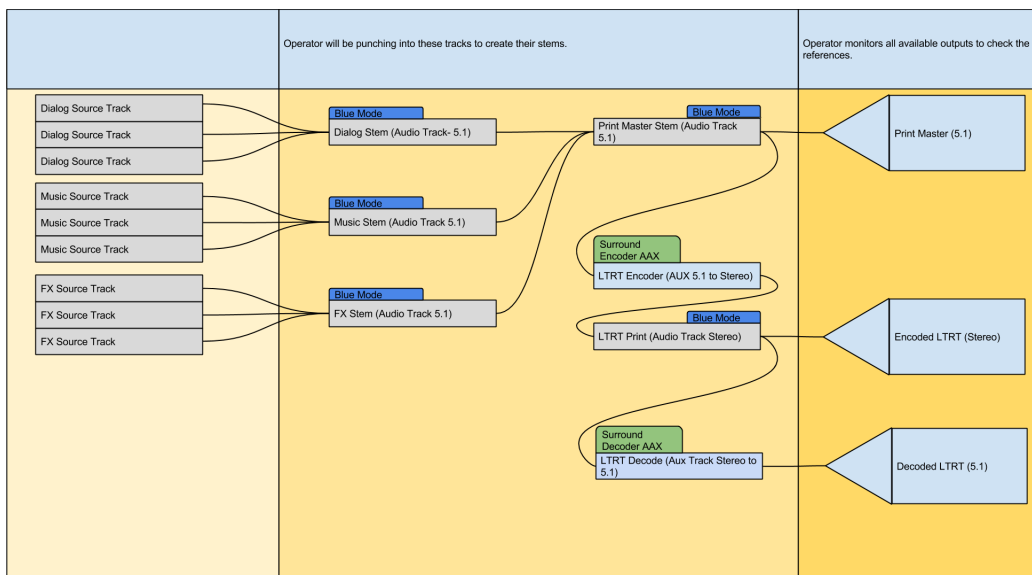 Operator will be punching into these tracks to create their stems.
Operator monitors all available outputs to check the
references.
Dialog Source Track
Dialog Source Track
Dialog Source Track
Music Source Track
Music Source Track
Music Source Track
FX Source Track
FX Source Track
FX Source Track
Blue Mode
Dialog Stem (Audio Track- 5.1)
Blue Mode
Music Stem (Audio Track 5.1)
Blue Mode
FX Stem (Audio Track 5.1)
Blue Mode
Print Master Stem (Audio Track
5.1)
Surround
Encoder AAX
LTRT Encoder (AUX 5.1 to Stereo)
Blue Mode
LTRT Print (Audio Track Stereo)
Surround
Decoder AAX
LTRT Decode (Aux Track Stereo to
5.1)
Print Master (5.1)
Encoded LTRT (Stereo)
Decoded LTRT (5.1)